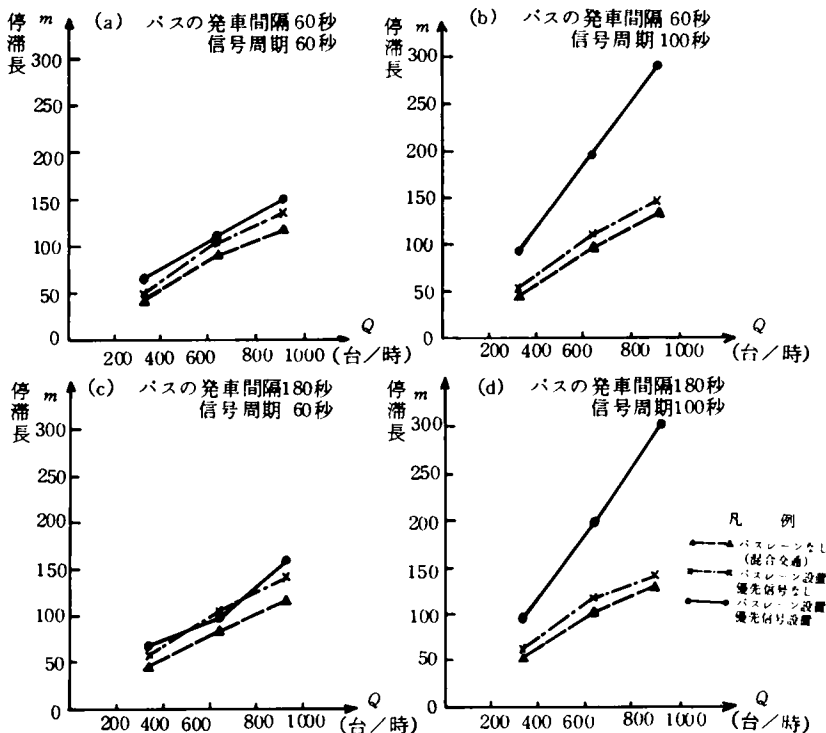 (a) バスの発車間隔60秒
信号周期60秒
停滞長 m
300
250
200
150
100
50
0
200 400 600 800 1000
Q
(台/時)
(b) バスの発車間隔60秒
信号周期100秒
停滞長 m
300
250
200
150
100
50
0
200 400 600 800 1000
Q
(台/時)
(c) バスの発車間隔180秒
信号周期60秒
停滞長 m
300
250
200
150
100
50
0
200 400 600 800 1000
Q
(台/時)
(d) バスの発車間隔180秒
信号周期100秒
停滞長 m
300
250
200
150
100
50
0
200 400 600 800 1000
Q
(台/時)
凡 例
バスレーンなし
(混合交通)
バスレーン設置
優先信号なし
バスレーン設置
優先信号設置